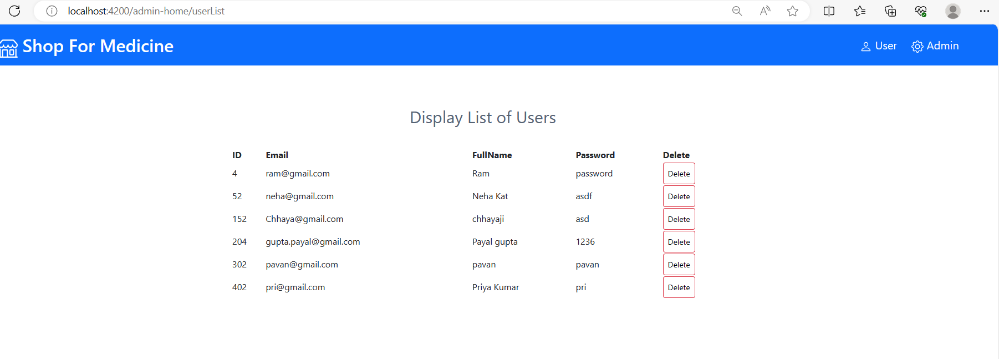 localhost:4200/admin-home/userList
Shop For Medicine User Admin
Display List of Users
ID Email FullName Password Delete
4 ram@gmail.com Ram password Delete
52 neha@gmail.com Neha Kat asdf Delete
152 Chhaya@gmail.com chhayaji asd Delete
204 gupta.payal@gmail.com Payal gupta 1236 Delete
302 pavan@gmail.com pavan pavan Delete
402 pri@gmail.com Priya Kumar pri Delete